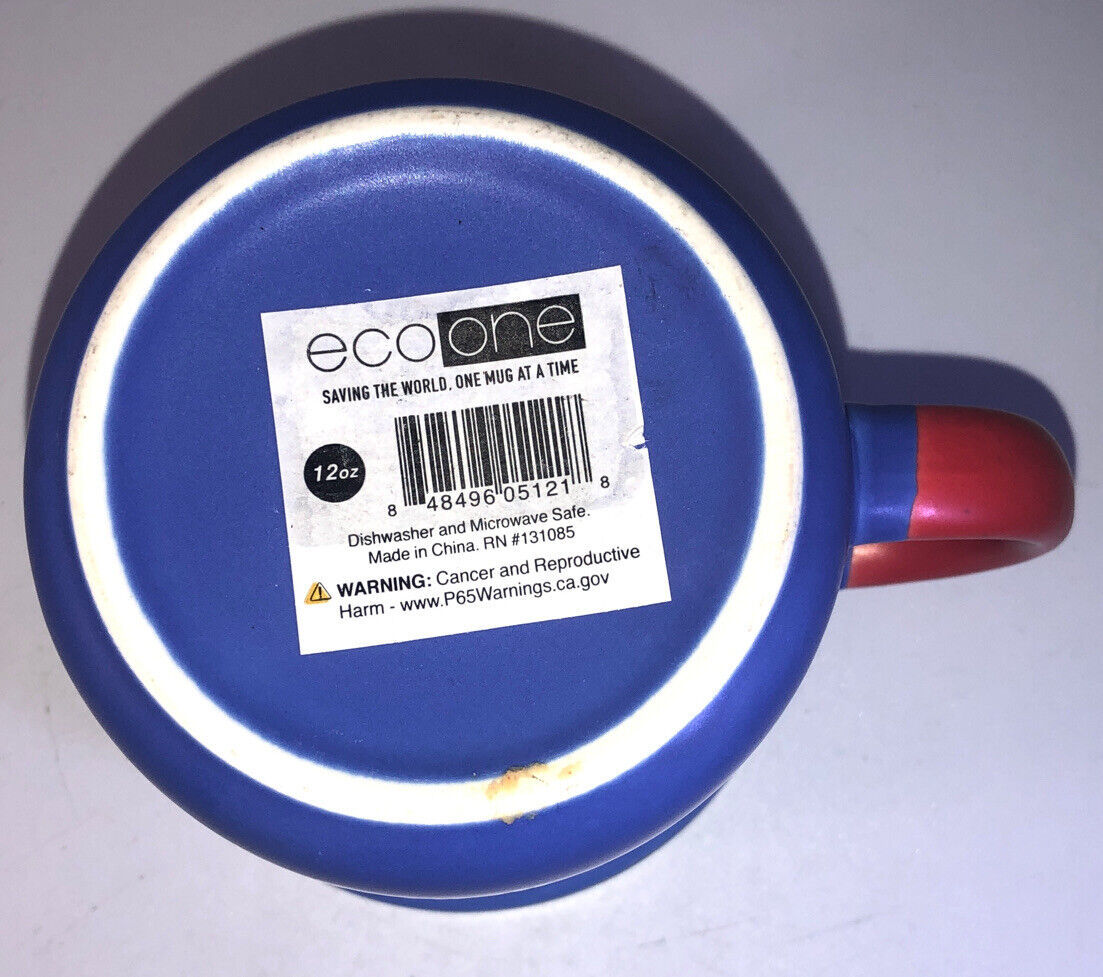 ecoone
SAVING THE WORLD, ONE MUG AT A TIME
12oz
8 48496 05121 8
Dishwasher and Microwave Safe.
Made in China. RN #131085
WARNING: Cancer and Reproductive
Harm - www.P65Warnings.ca.gov